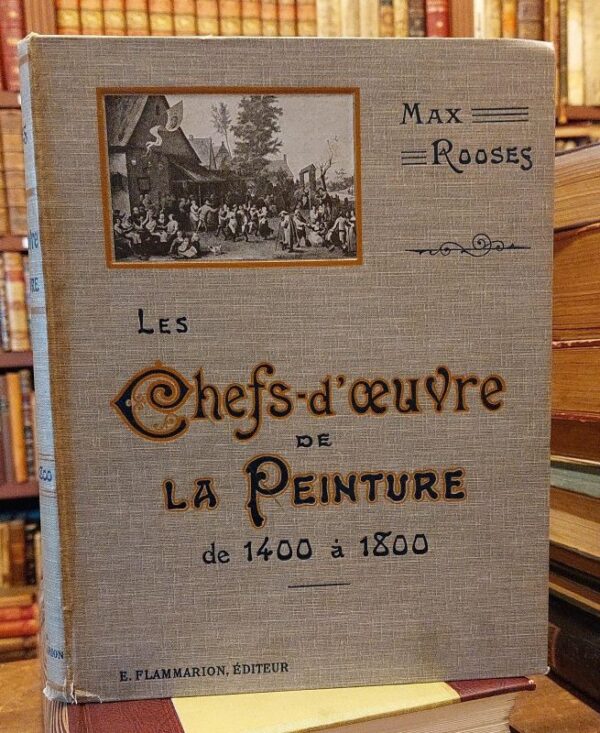 MAX
ROOSES
LES
Chefs-d'œuvre
DE
LA PEINTURE
de 1400 à 1800
E. FLAMMARION, ÉDITEUR